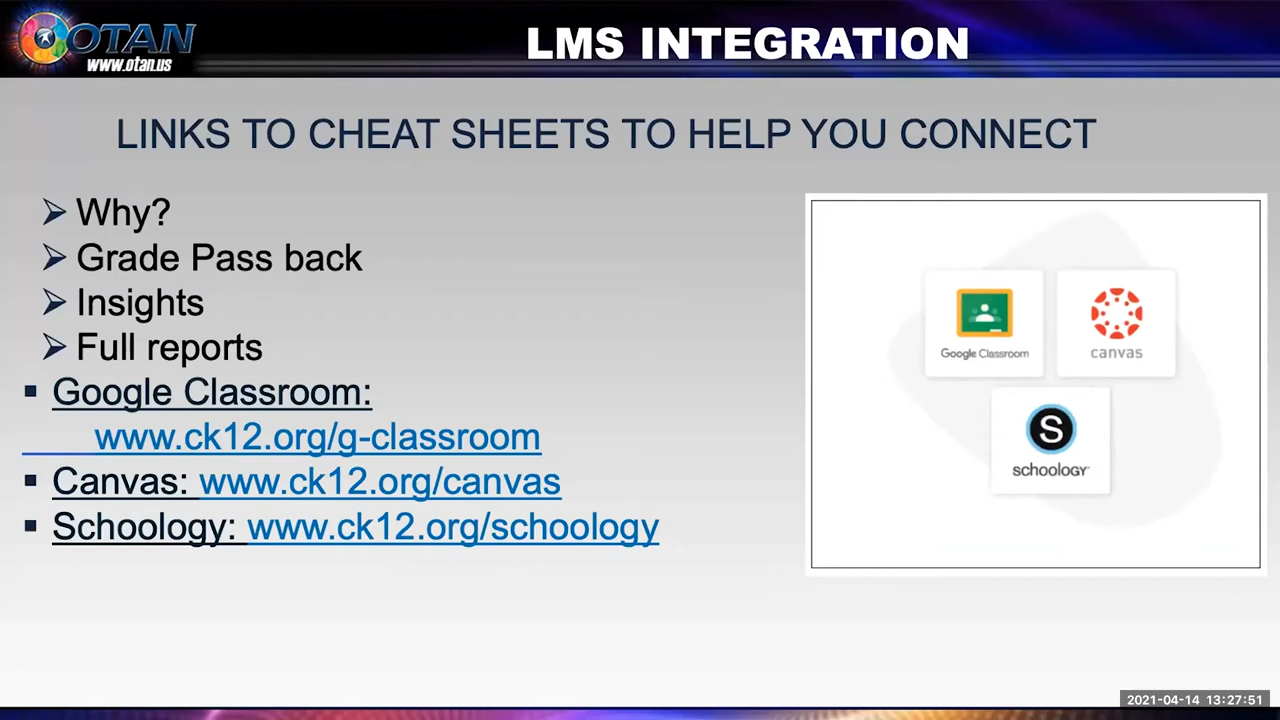 OTAN
www.otan.us
LMS INTEGRATION
LINKS TO CHEAT SHEETS TO HELP YOU CONNECT
Why?
Grade Pass back
Insights
Full reports
Google Classroom:
www.ck12.org/g-classroom
Canvas: www.ck12.org/canvas
Schoology: www.ck12.org/schoology
Google Classroom
canvas
S
schoology
2021-04-14 13:27:51